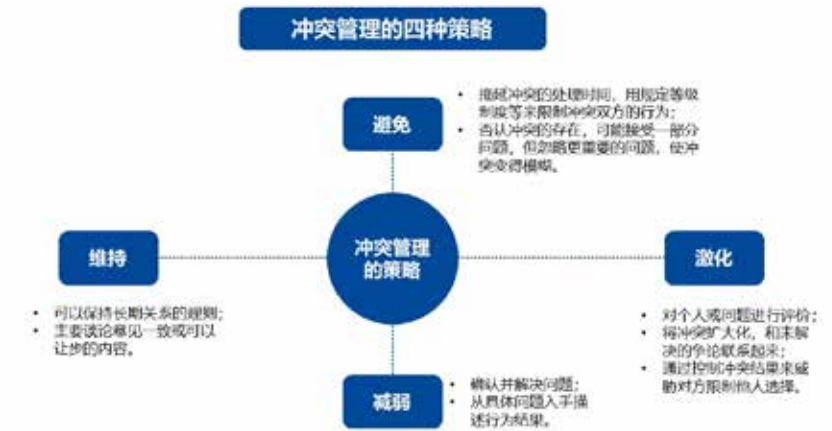 冲突管理的四种策略
避免
• 拖延冲突的处理时间，用规定等级
制度等来限制冲突双方的行为；
• 否认冲突的存在，可能接受一部分
问题，但忽略更重要的问题，使冲
突变得模糊。
维持
• 可以保持长期关系的规则；
• 主要谈论意见一致或可以
让步的内容。
冲突管理
的策略
激化
• 对个人或问题进行评价；
• 将冲突扩大化，和未解
决的争论联系起来；
• 通过控制冲突结果来威
胁对方限制他人选择。
减弱
• 确认并解决问题；
• 从具体问题入手描
述行为结果。